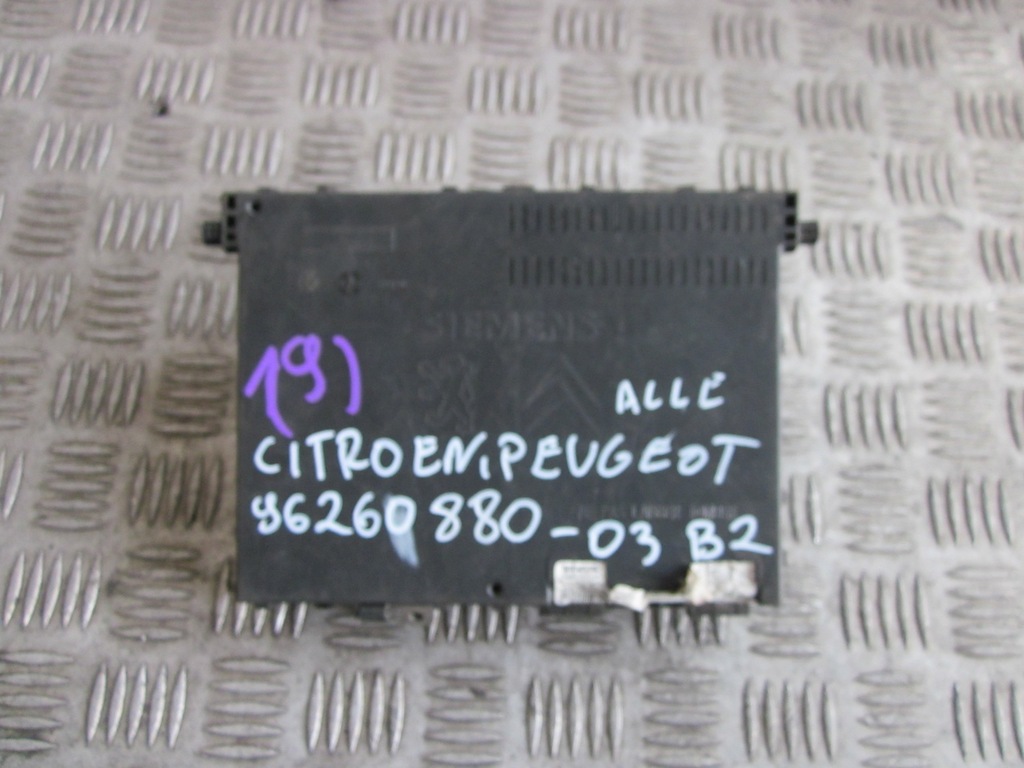 SIEMENS
19)
ALLE
CITROEN, PEUGEOT
96260880-03 B2